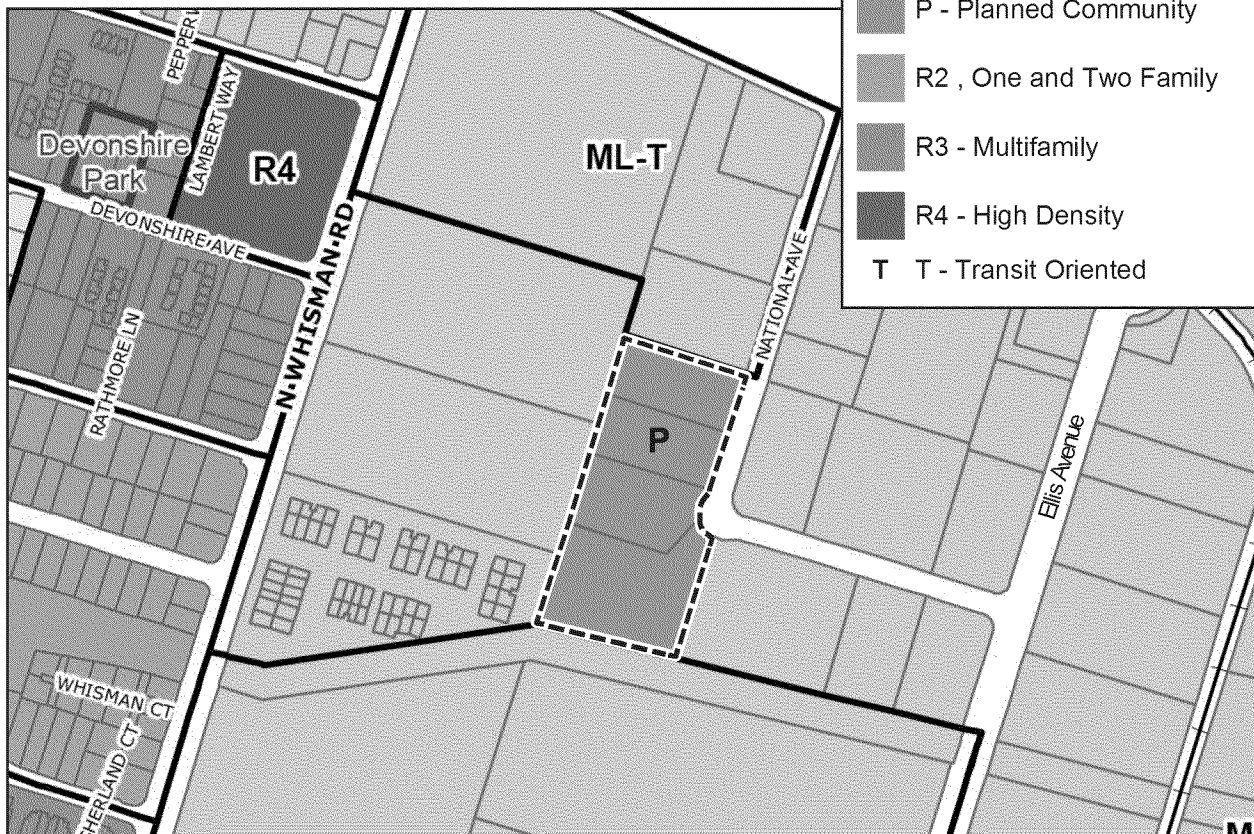 P - Planned Community
R2 , One and Two Family
R3 - Multifamily
R4 - High Density
T T - Transit Oriented
LAMBERT WAY
Devonshire
Park
R4
ML-T
DEVONSHIRE AVE
N WHISMAN RD
NATIONAL AVE
RATHMORE LN
P
Ellis Avenue
WHISMAN CT